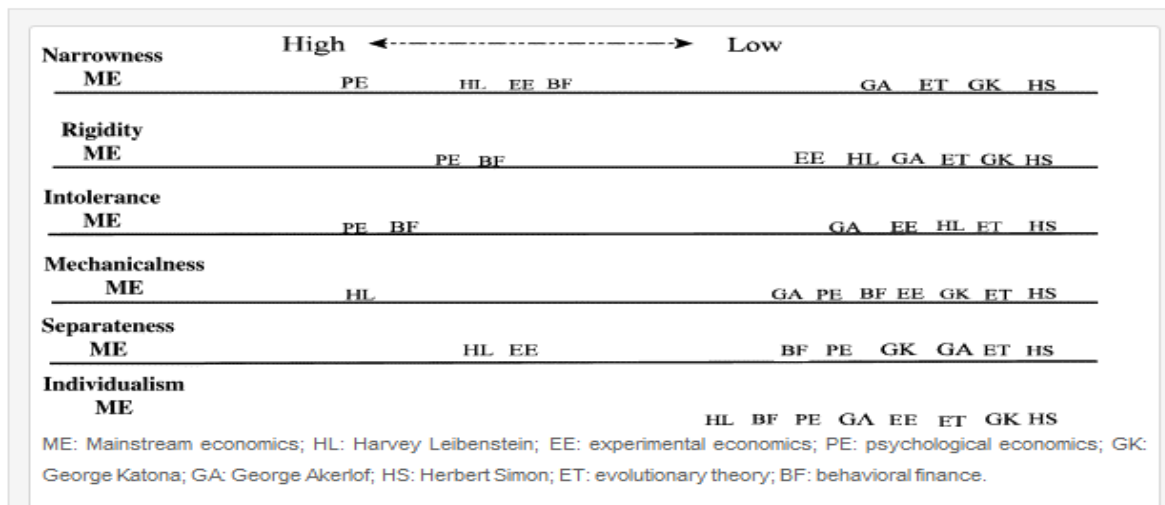 High Low
Narrowness
ME PE HL EE BF GA ET GK HS
Rigidity
ME PE BF EE HL GA ET GK HS
Intolerance
ME PE BF GA EE HL ET HS
Mechanicalness
ME HL GA PE BF EE GK ET HS
Separateness
ME HL EE BF PE GK GA ET HS
Individualism
ME HL BF PE GA EE ET GK HS
ME: Mainstream economics; HL: Harvey Leibenstein; EE: experimental economics; PE: psychological economics; GK:
George Katona; GA: George Akerlof; HS: Herbert Simon; ET: evolutionary theory; BF: behavioral finance.